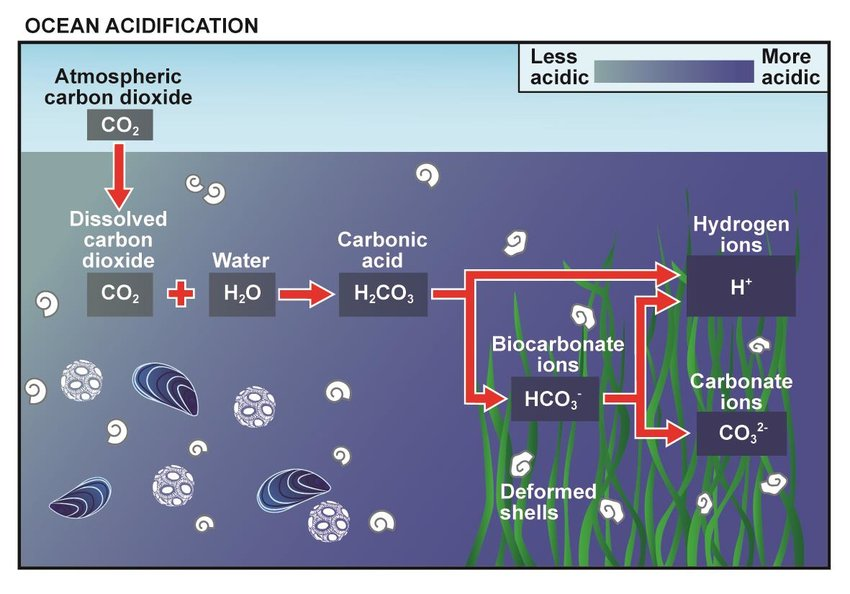 OCEAN ACIDIFICATION
Less
acidic
More
acidic
Atmospheric
carbon dioxide
CO₂
Dissolved
carbon
dioxide
CO₂
Water
H₂O
Carbonic
acid
H₂CO₃
Hydrogen
ions
H⁺
Biocarbonate
ions
HCO₃⁻
Carbonate
ions
CO₃²⁻
Deformed
shells